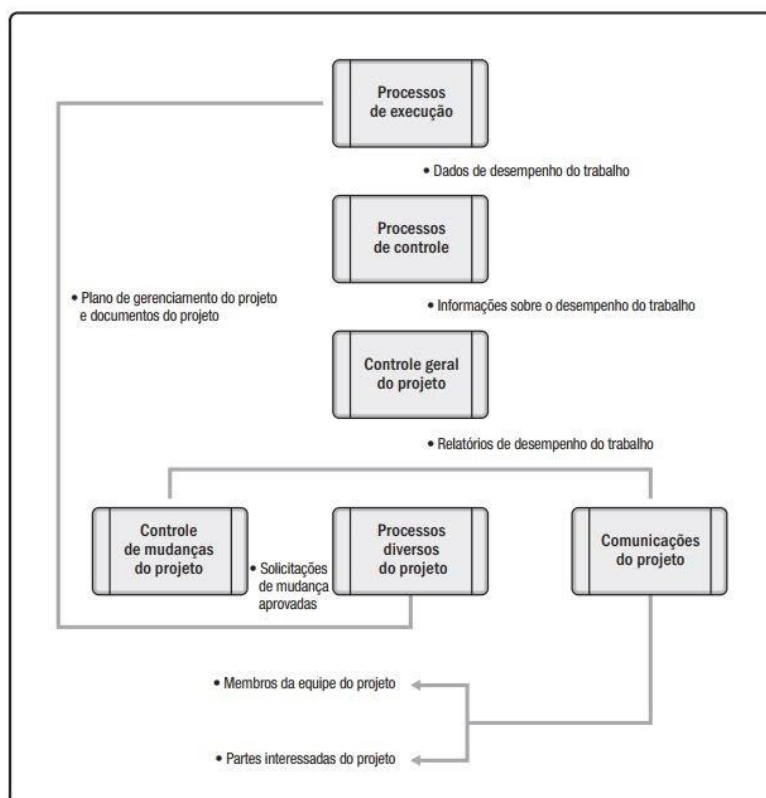 Processos
de execução
• Dados de desempenho do trabalho
Processos
de controle
• Plano de gerenciamento do projeto
e documentos do projeto
• Informações sobre o desempenho do trabalho
Controle geral
do projeto
• Relatórios de desempenho do trabalho
Controle
de mudanças
do projeto
• Solicitações
de mudança
aprovadas
Processos
diversos
do projeto
Comunicações
do projeto
• Membros da equipe do projeto
• Partes interessadas do projeto